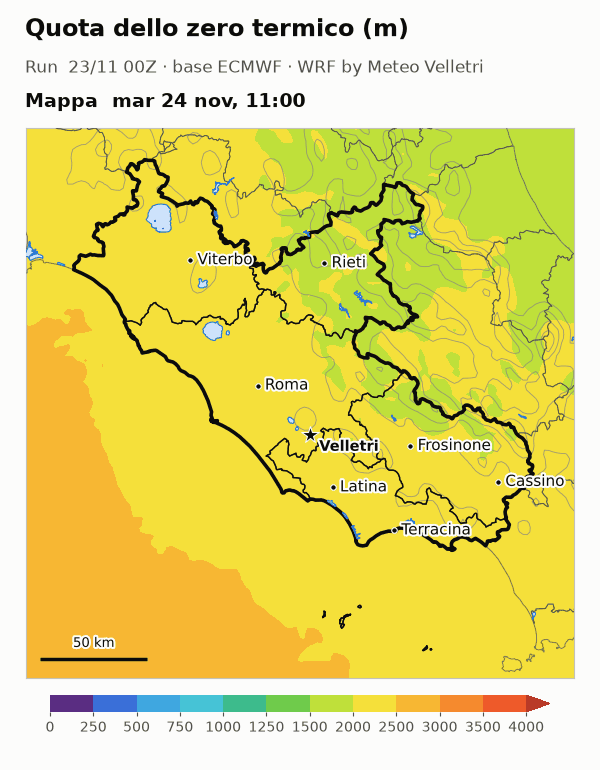 Quota dello zero termico (m)
Run  23/11 00Z · base ECMWF · WRF by Meteo Velletri
Mappa  mar 24 nov, 11:00
Viterbo
Rieti
Roma
Velletri
Frosinone
Cassino
Latina
Terracina
50 km
0 250 500 750 1000 1250 1500 2000 2500 3000 3500 4000